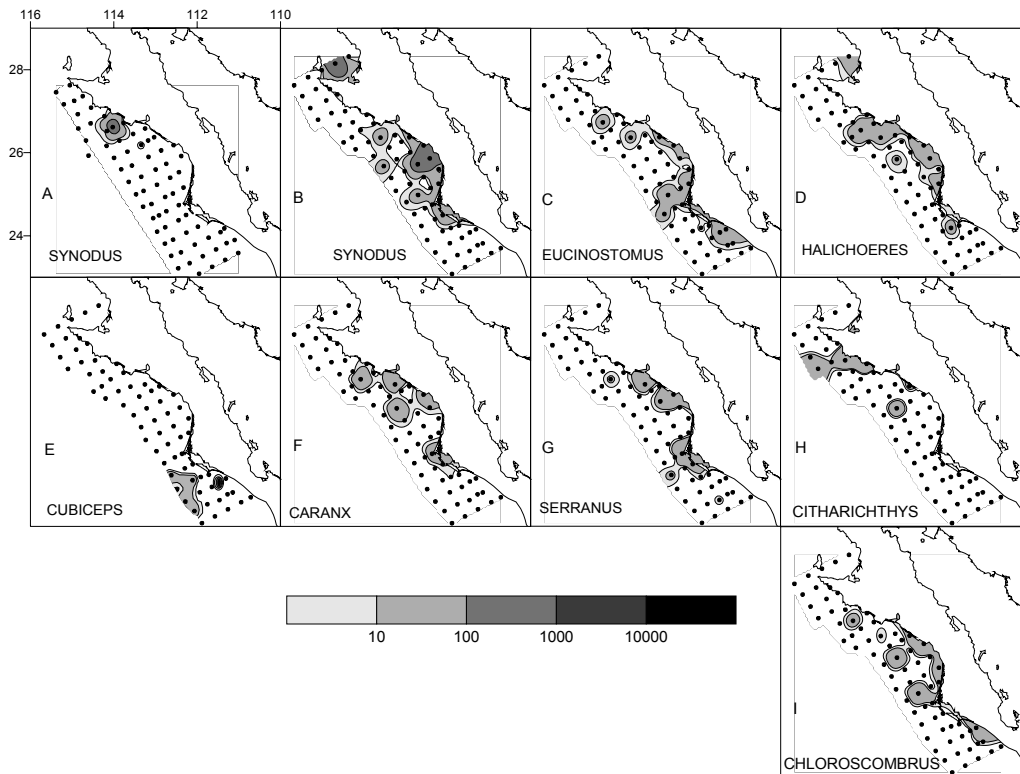 116 114 112 110
28
26
24
A
SYNODUS
B
SYNODUS
C
EUCINOSTOMUS
D
HALICHOERES
E
CUBICEPS
F
CARANX
G
SERRANUS
H
CITHARICHTHYS
10 100 1000 10000
I
CHLOROSCOMBRUS